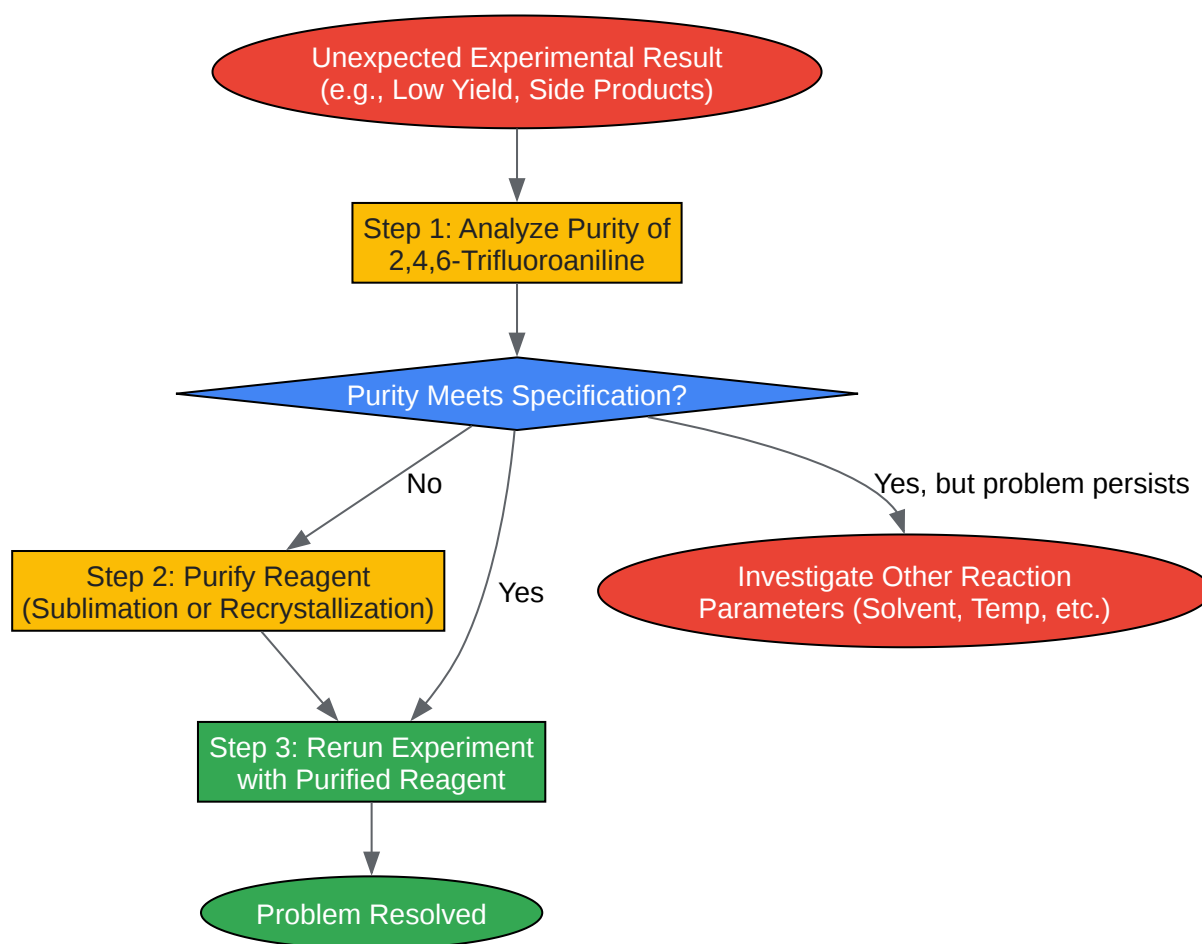 Unexpected Experimental Result
(e.g., Low Yield, Side Products)
Step 1: Analyze Purity of
2,4,6-Trifluoroaniline
Purity Meets Specification?
No
Yes, but problem persists
Step 2: Purify Reagent
(Sublimation or Recrystallization)
Yes
Investigate Other Reaction
Parameters (Solvent, Temp, etc.)
Step 3: Rerun Experiment
with Purified Reagent
Problem Resolved